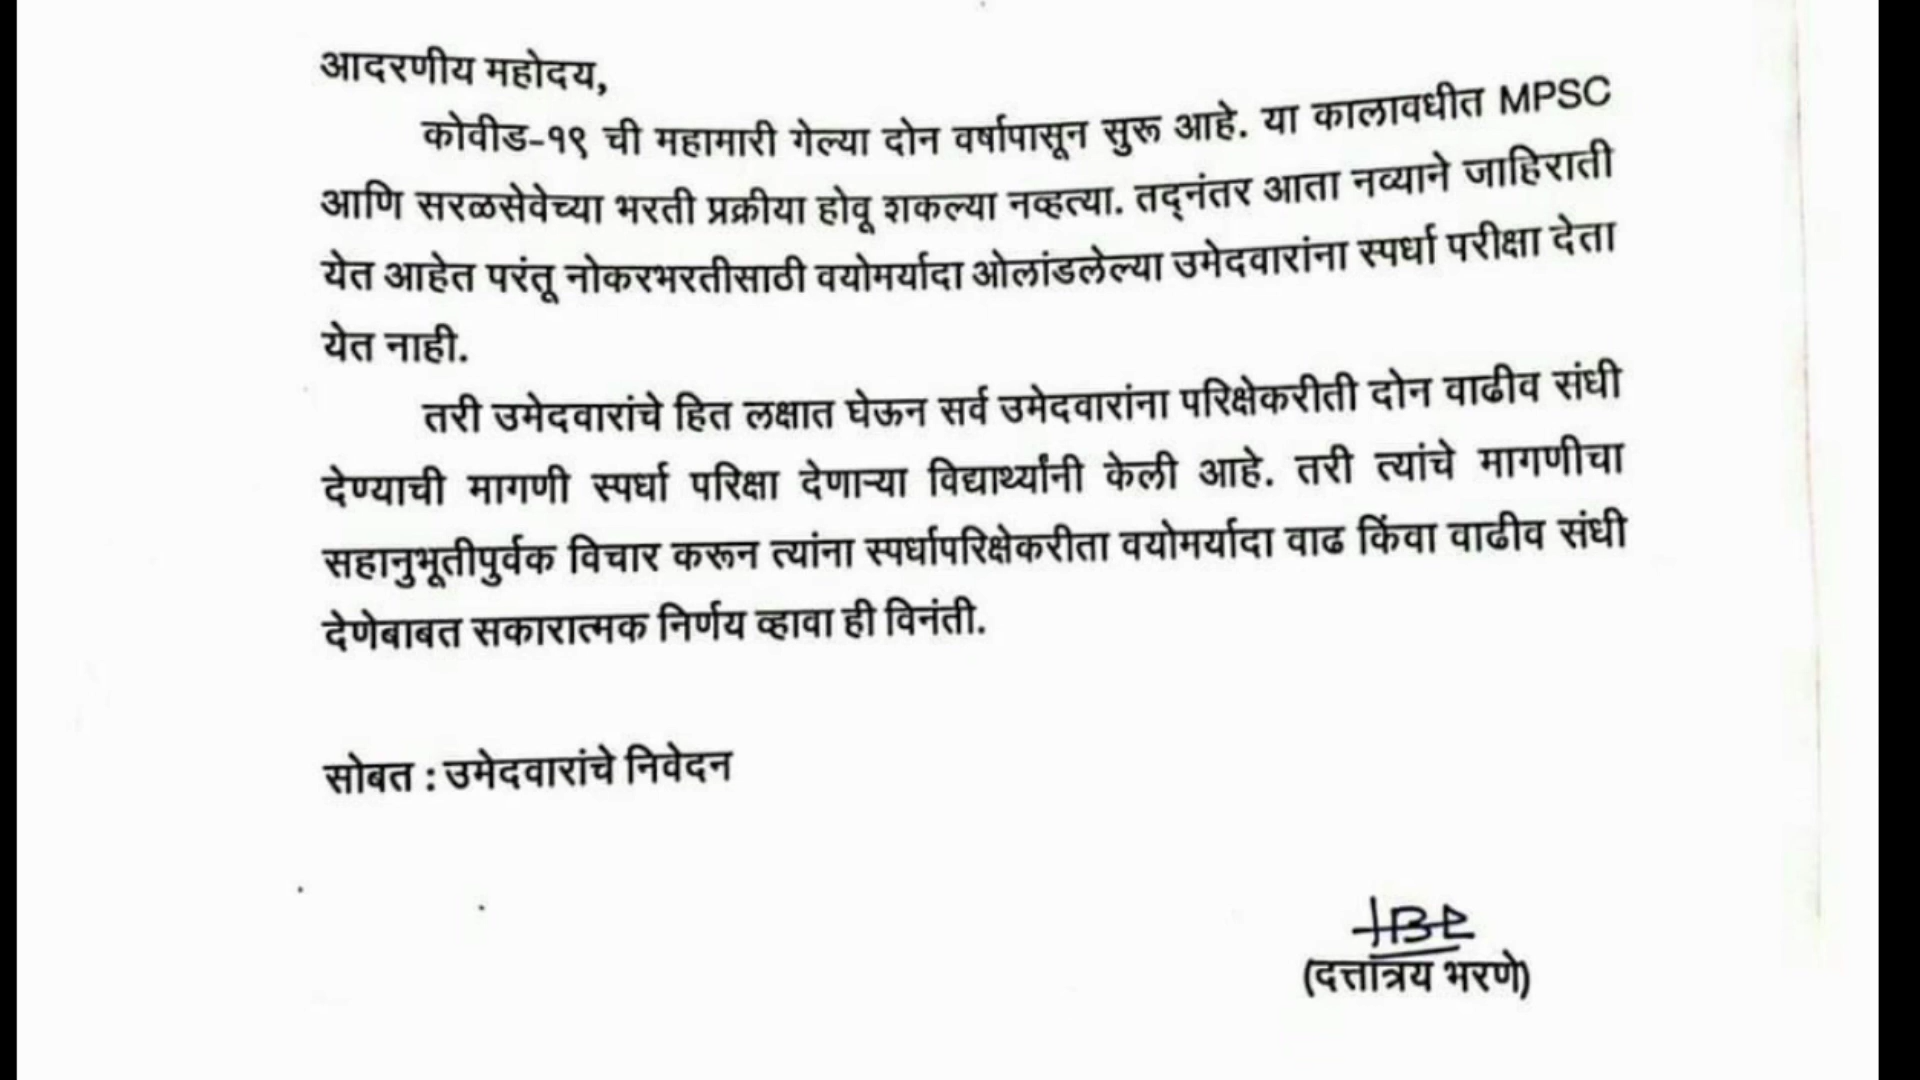 आदरणीय महोदय,
कोवीड-१९ ची महामारी गेल्या दोन वर्षापासून सुरू आहे. या कालावधीत MPSC
आणि सरळसेवेच्या भरती प्रक्रीया होवू शकल्या नव्हत्या. तद्नंतर आता नव्याने जाहिराती
येत आहेत परंतू नोकरभरतीसाठी वयोमर्यादा ओलांडलेल्या उमेदवारांना स्पर्धा परीक्षा देता
येत नाही.
तरी उमेदवारांचे हित लक्षात घेऊन सर्व उमेदवारांना परिक्षेकरीती दोन वाढीव संधी
देण्याची मागणी स्पर्धा परिक्षा देणाऱ्या विद्यार्थ्यांनी केली आहे. तरी त्यांचे मागणीचा
सहानुभूतीपुर्वक विचार करून त्यांना स्पर्धापरिक्षेकरीता वयोमर्यादा वाढ किंवा वाढीव संधी
देणेबाबत सकारात्मक निर्णय व्हावा ही विनंती.
सोबत : उमेदवारांचे निवेदन
(दत्तात्रय भरणे)